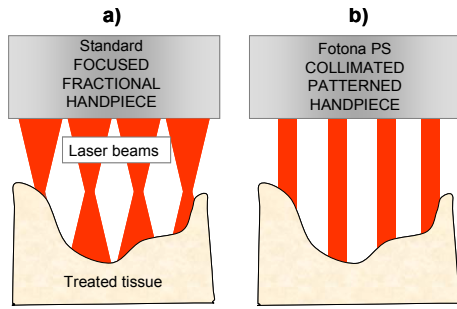 a)
Standard
FOCUSED
FRACTIONAL
HANDPIECE
Laser beams
Treated tissue
b)
Fotona PS
COLLIMATED
PATTERNED
HANDPIECE